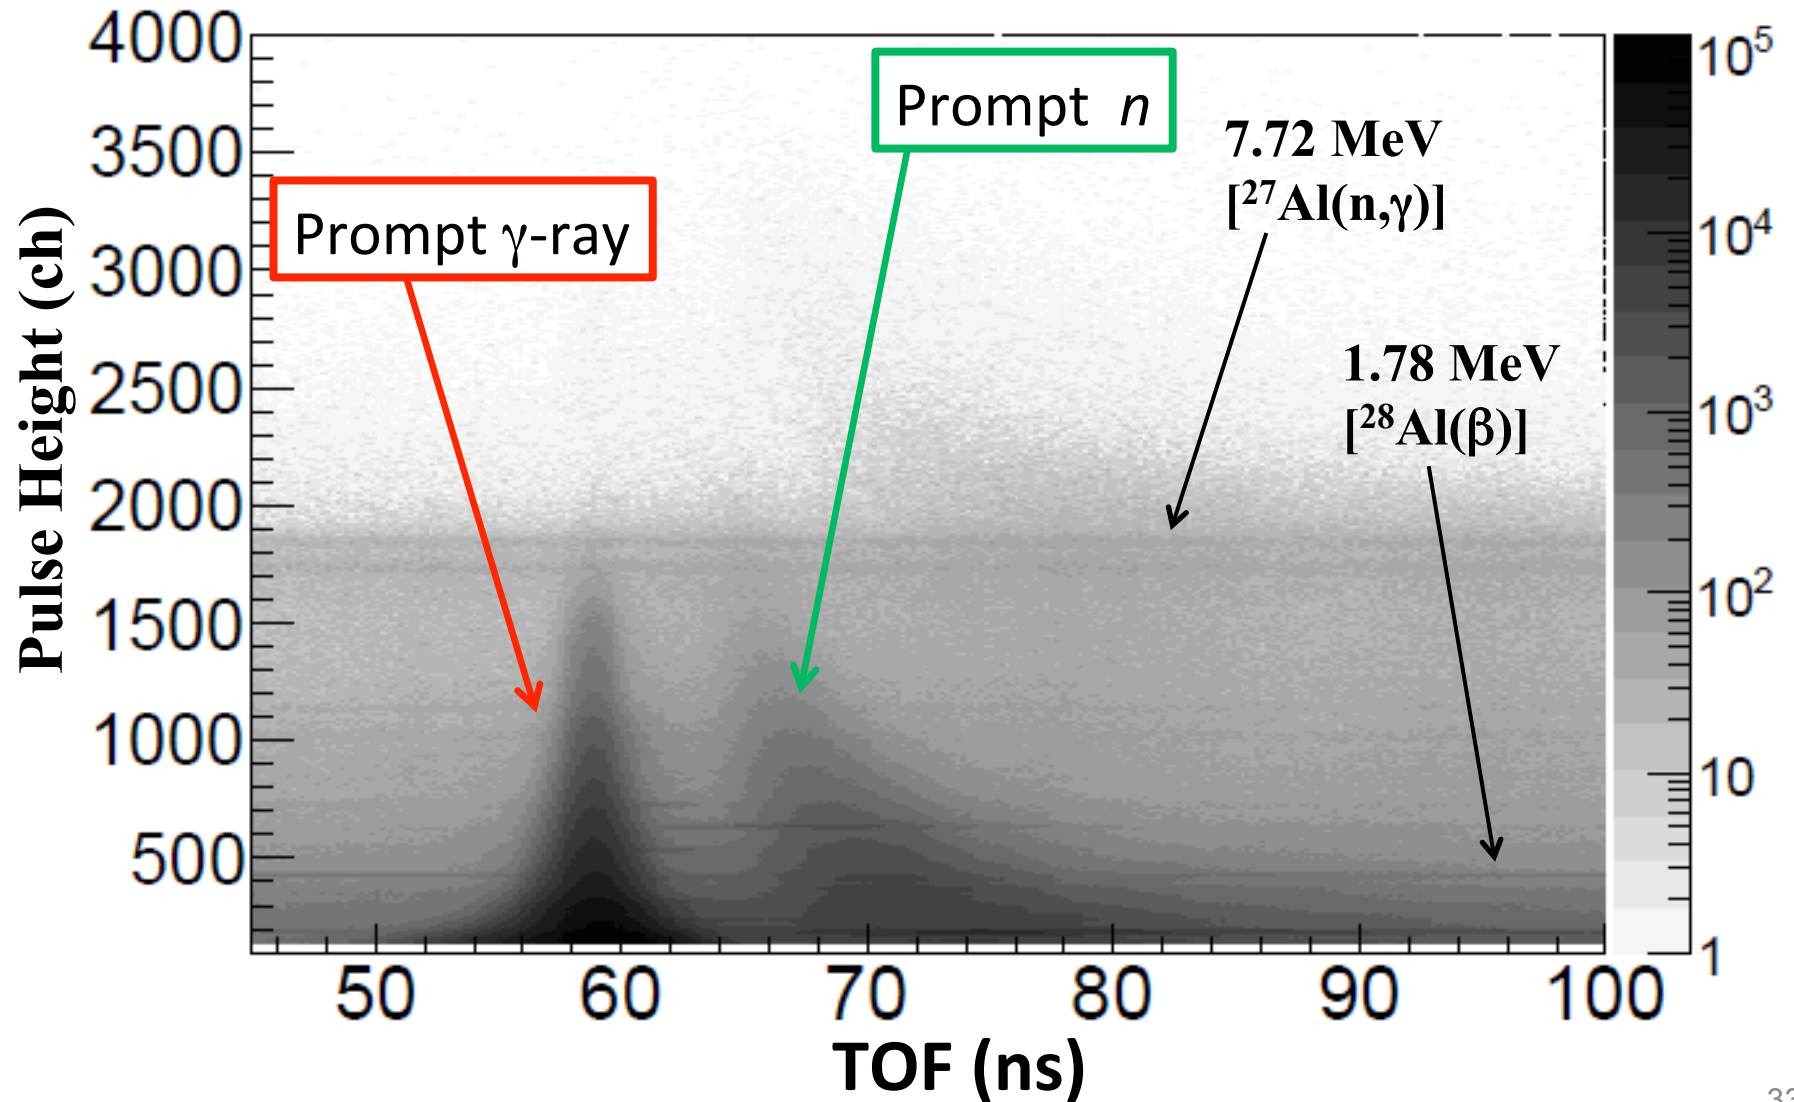 4000
3500
3000
2500
2000
1500
1000
500
Pulse Height (ch)
Prompt γ-ray
Prompt n
7.72 MeV
[²⁷Al(n,γ)]
1.78 MeV
[²⁸Al(β)]
50 60 70 80 90 100
TOF (ns)
10⁵
10⁴
10³
10²
10
1